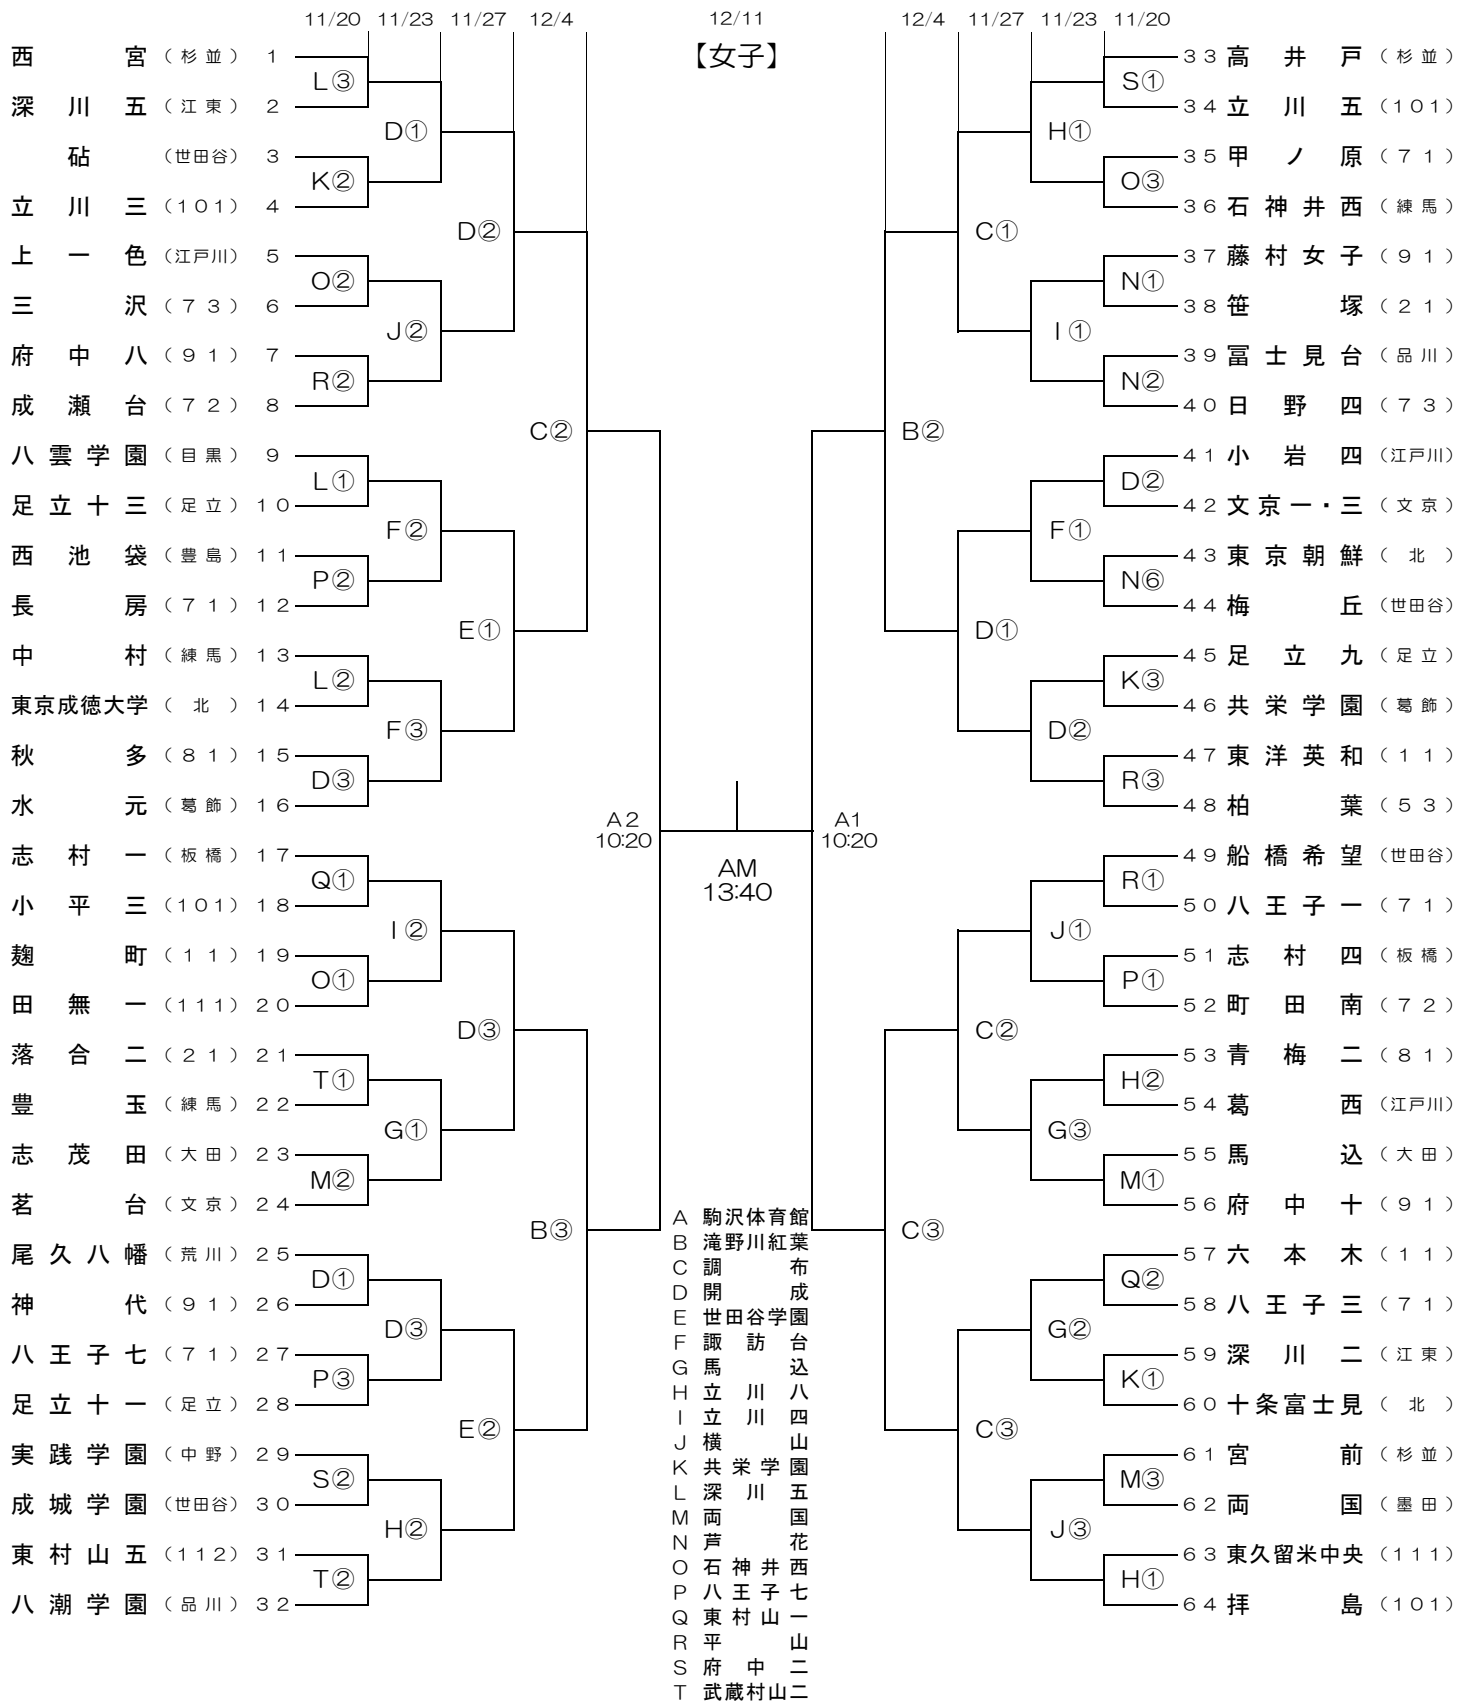 11/20 11/23 11/27 12/4 12/11 12/4 11/27 11/23 11/20
【女子】
西宮 (杉並) 1
深川五 (江東) 2
砧 (世田谷) 3
立川三 (101) 4
上一色 (江戸川) 5
三沢 (73) 6
府中八 (91) 7
成瀬台 (72) 8
八雲学園 (目黒) 9
足立十三 (足立) 10
西池袋 (豊島) 11
長房 (71) 12
中村 (練馬) 13
東京成徳大学 (北) 14
秋多 (81) 15
水元 (葛飾) 16
志村一 (板橋) 17
小平三 (101) 18
麹町 (11) 19
田無一 (111) 20
落合二 (21) 21
豊玉 (練馬) 22
志茂田 (大田) 23
茗台 (文京) 24
尾久八幡 (荒川) 25
神代 (91) 26
八王子七 (71) 27
足立十一 (足立) 28
実践学園 (中野) 29
成城学園 (世田谷) 30
東村山五 (112) 31
八潮学園 (品川) 32
L③
K②
O②
R②
L①
P②
L②
D③
Q①
O①
T①
M②
D①
P③
S②
T②
D①
J②
F②
F③
I②
G①
D③
H②
D②
E①
D③
E②
C②
B③
A2
10:20
AM
13:40
A1
10:20
B②
C③
C①
D①
C②
C③
H①
I①
F①
D②
J①
G③
G②
J③
S①
O③
N①
N②
D②
N⑥
K③
R③
R①
P①
H②
M①
Q②
K①
M③
H①
33 高井戸 (杉並)
34 立川五 (101)
35 甲ノ原 (71)
36 石神井西 (練馬)
37 藤村女子 (91)
38 笹塚 (21)
39 冨士見台 (品川)
40 日野四 (73)
41 小岩四 (江戸川)
42 文京一・三 (文京)
43 東京朝鮮 (北)
44 梅丘 (世田谷)
45 足立九 (足立)
46 共栄学園 (葛飾)
47 東洋英和 (11)
48 柏葉 (53)
49 船橋希望 (世田谷)
50 八王子一 (71)
51 志村四 (板橋)
52 町田南 (72)
53 青梅二 (81)
54 葛西 (江戸川)
55 馬込 (大田)
56 府中十 (91)
57 六本木 (11)
58 八王子三 (71)
59 深川二 (江東)
60 十条富士見 (北)
61 宮前 (杉並)
62 両国 (墨田)
63 東久留米中央 (111)
64 拝島 (101)
A 駒沢体育館
B 滝野川紅葉
C 調布
D 開成
E 世田谷学園
F 諏訪台
G 馬込
H 立川八
I 立川四
J 横山
K 共栄学園
L 深川五
M 両国
N 芦花
O 石神井西
P 八王子七
Q 東村山一
R 平山
S 府中二
T 武蔵村山二